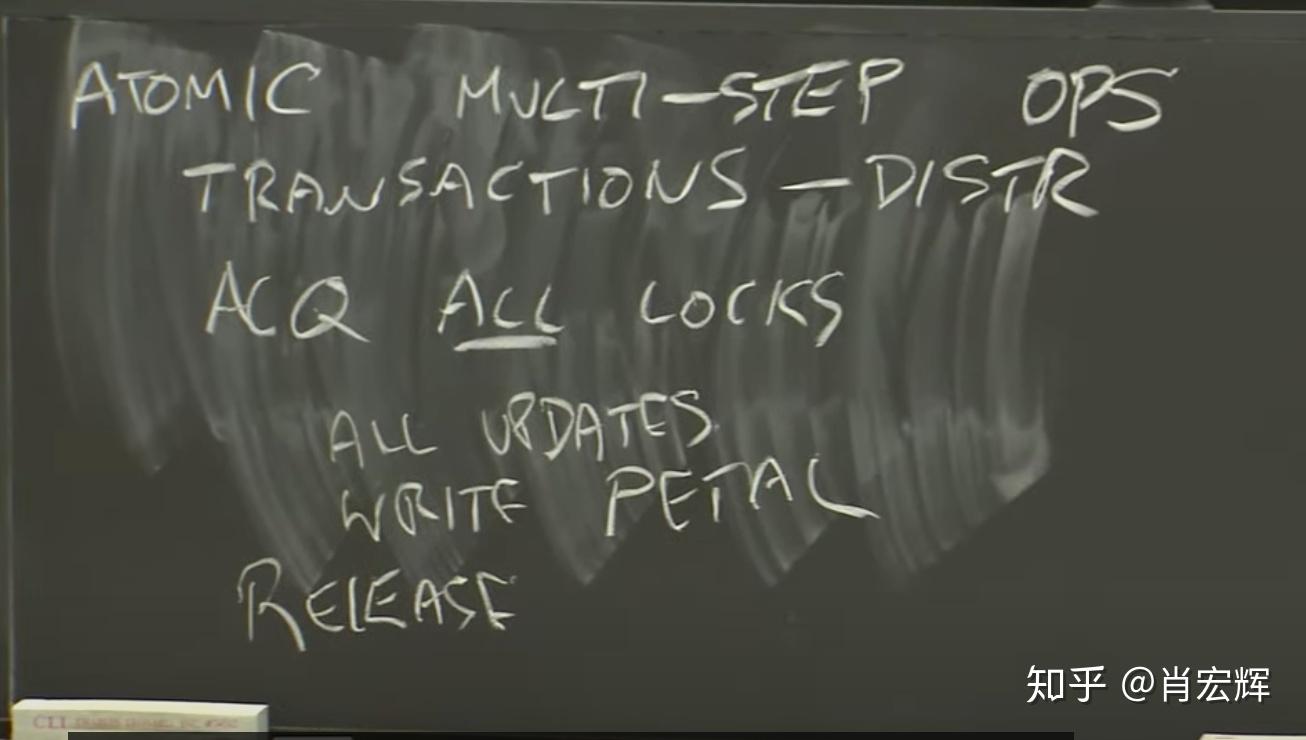 ATOMIC MULTI-STEP OPS
TRANSACTIONS - DISTR
ACQ ALL LOCKS
ALL UPDATES
WRITE PETAL
RELEASE
知乎 @肖宏辉